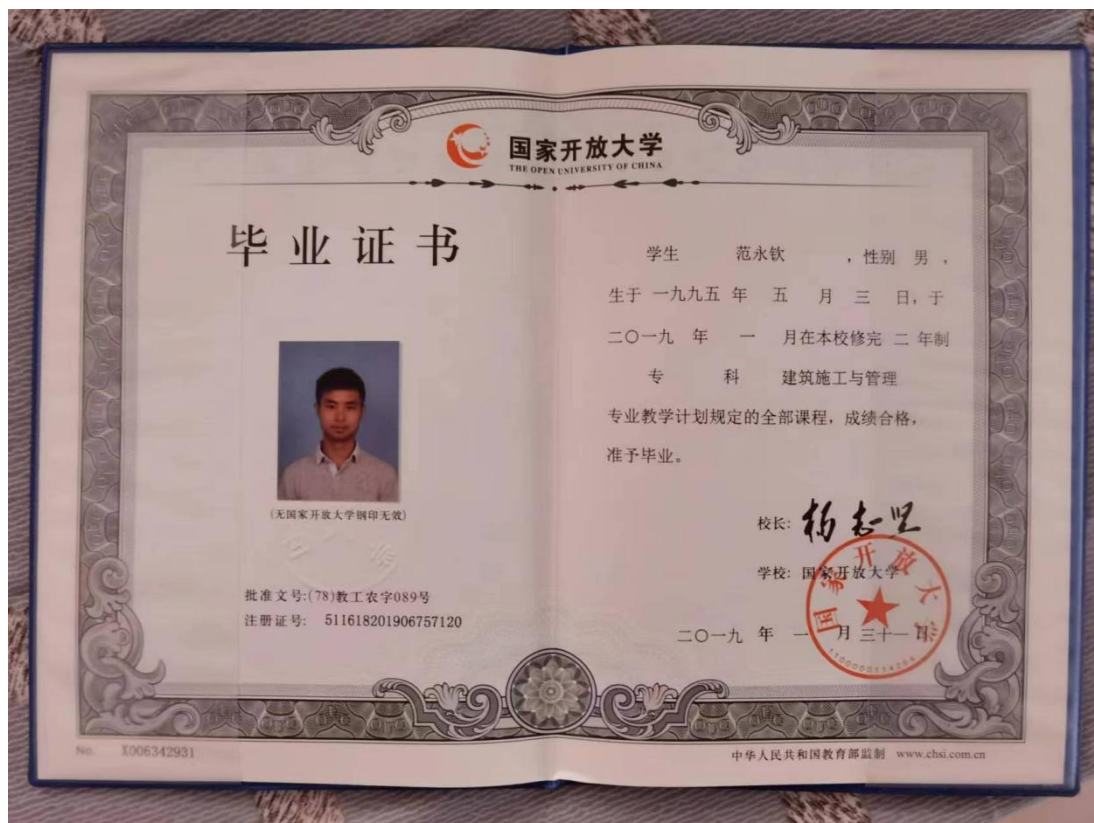 国家开放大学
THE OPEN UNIVERSITY OF CHINA
毕业证书
(无国家开放大学钢印无效)
批准文号:(78)教工农字089号
注册证号: 511618201906757120
学生 范永钦 ,性别 男 ,
生于 一九九五 年 五 月 三 日,于
二〇一九 年 一 月在本校修完 二 年制
专 科 建筑施工与管理
专业教学计划规定的全部课程,成绩合格,
准予毕业。
校长:
学校: 国家开放大学
二〇一九 年 一 月 三十一 日
国家开放大学
No. X006342931
中华人民共和国教育部监制 www.chsi.com.cn